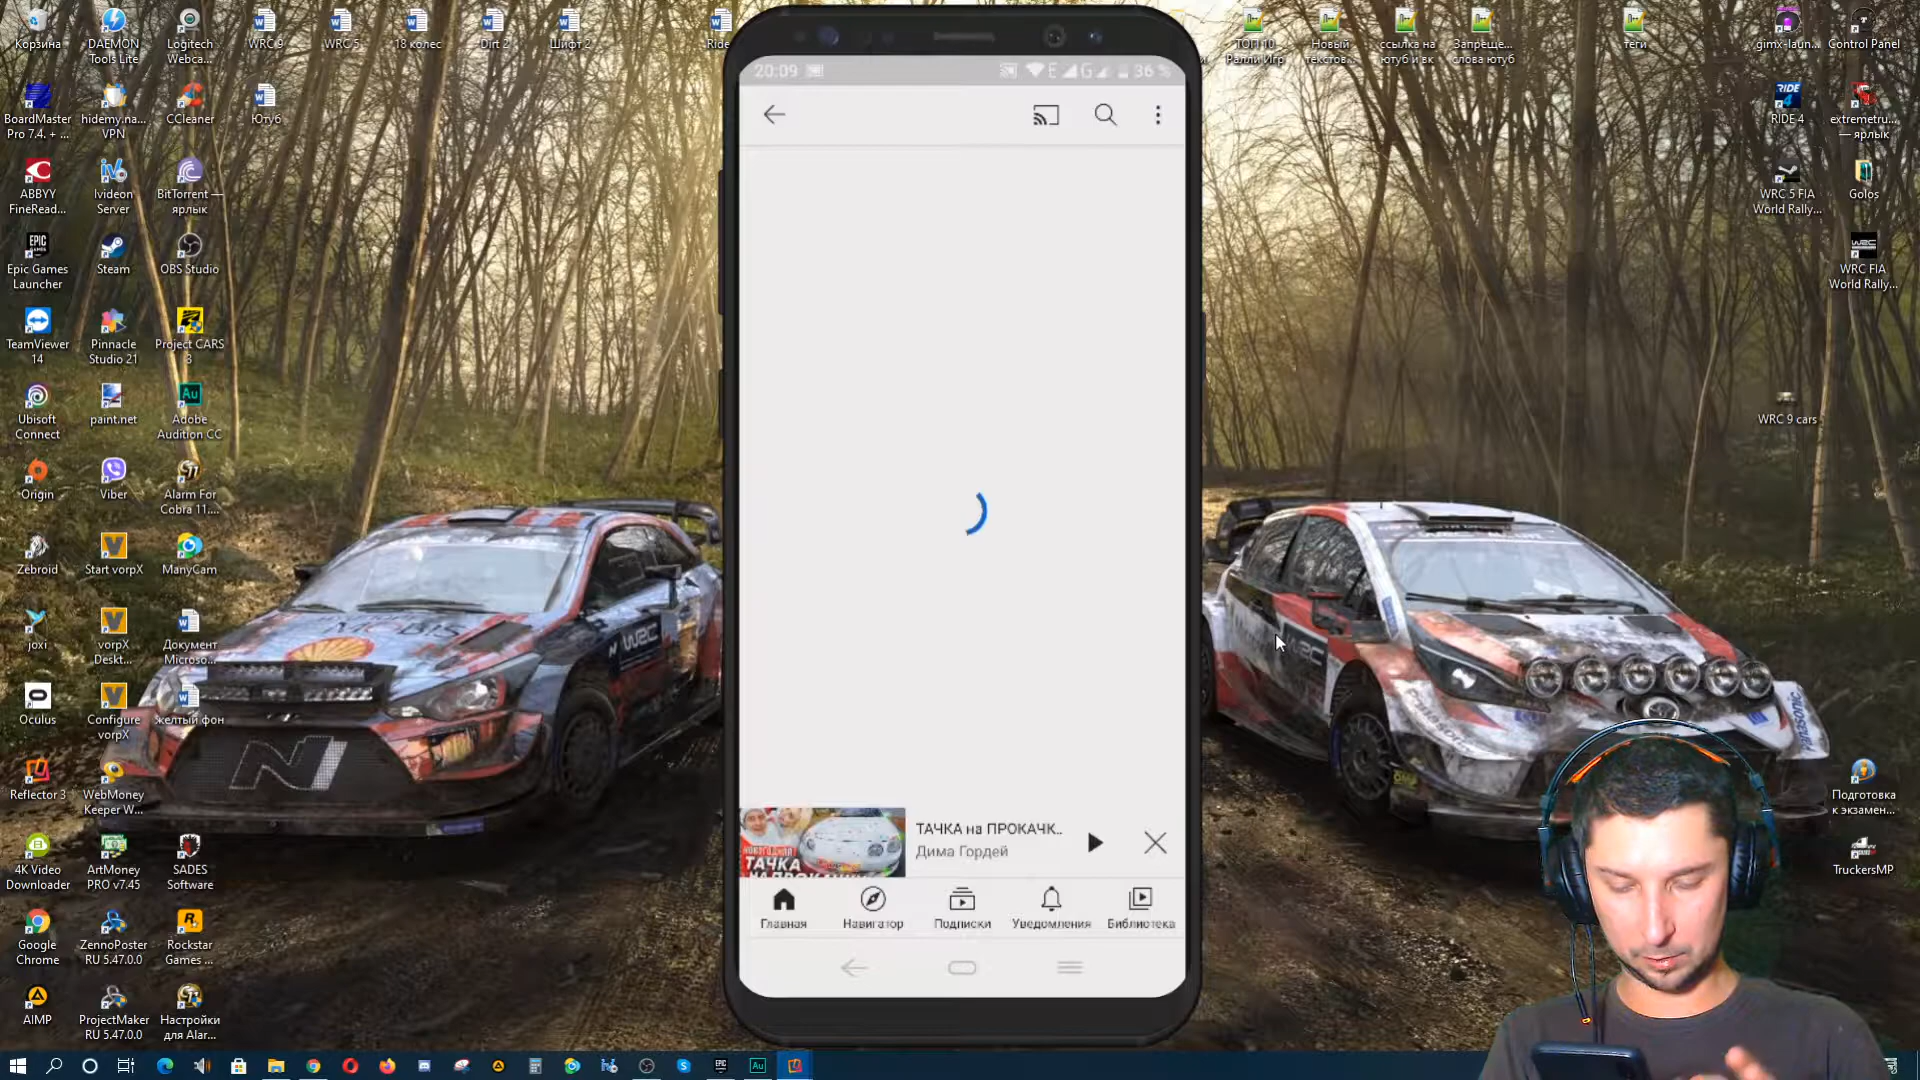 Корзина
DAEMON
Tools Lite
Logitech
Webca...
WRC 9
WRC 5
18 колес
Dirt 2
Шифт 2
Ride
ТОП 10
Ралли Игр
Новый
текстов...
ссылка на
ютуб и вк
Запреще...
слова ютуб
теги
gimx-laun...
Control Panel
BoardMaster
Pro 7.4. + ...
hidemy.na...
VPN
CCleaner
Ютуб
RIDE 4
extremetru...
— ярлык
ABBYY
FineRead...
Ivideon
Server
BitTorrent —
ярлык
WRC 5 FIA
World Rally...
Golos
Epic Games
Launcher
Steam
OBS Studio
WRC FIA
World Rally...
TeamViewer
14
Pinnacle
Studio 21
Project CARS
3
Ubisoft
Connect
paint.net
Adobe
Audition CC
WRC 9 cars
Origin
Viber
Alarm For
Cobra 11....
Zebroid
Start vorpX
ManyCam
joxi
vorpX
Deskt...
Документ
Microso...
Oculus
Configure
vorpX
желтый фон
Reflector 3
WebMoney
Keeper W...
Подготовка
к экзамен...
4K Video
Downloader
ArtMoney
PRO v7.45
SADES
Software
TruckersMP
Google
Chrome
ZennoPoster
RU 5.47.0.0
Rockstar
Games ...
AIMP
ProjectMaker
RU 5.47.0.0
Настройки
для Alar...
20:09
E
G
36 %
ТАЧКА на ПРОКАЧК..
Дима Гордей
НОВОГОДНЯЯ
ТАЧКА
Главная
Навигатор
Подписки
Уведомления
Библиотека
WRC
Panasonic